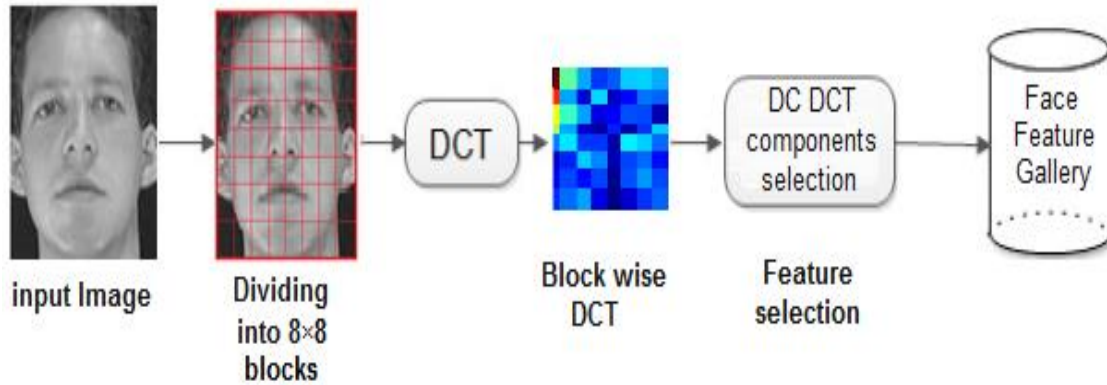 input Image
Dividing
into 8×8
blocks
DCT
Block wise
DCT
DC DCT
components
selection
Feature
selection
Face
Feature
Gallery